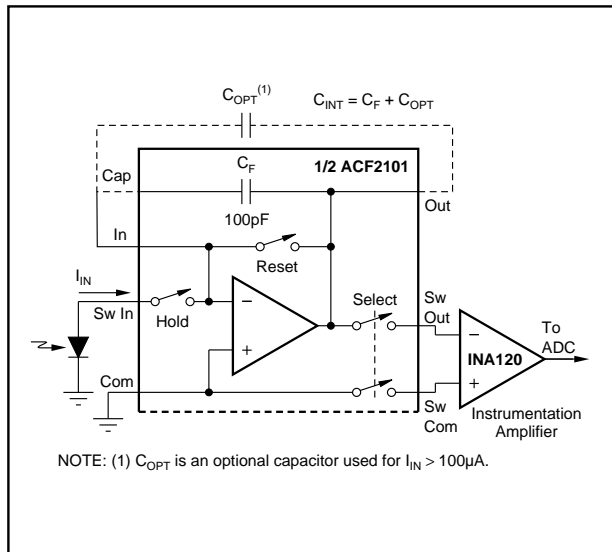 C_OPT^(1)
C_INT = C_F + C_OPT
1/2 ACF2101
Cap
C_F
100pF
Out
In
Reset
I_IN
Sw In
Hold
−
+
Select
Sw
Out
−
+
INA120
To
ADC
Com
Sw
Com
Instrumentation
Amplifier
NOTE: (1) C_OPT is an optional capacitor used for I_IN > 100µA.